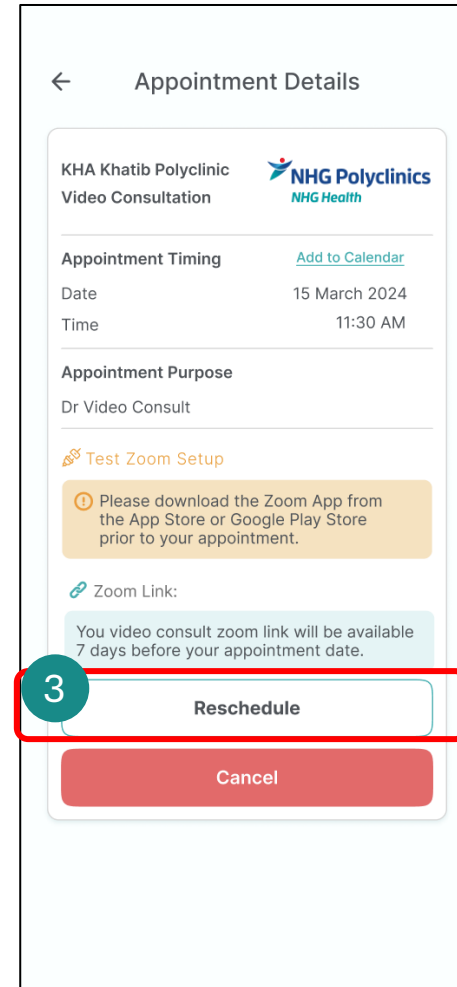 Appointment Details
KHA Khatib Polyclinic
Video Consultation
NHG Polyclinics
NHG Health
Appointment Timing
Add to Calendar
Date
15 March 2024
Time
11:30 AM
Appointment Purpose
Dr Video Consult
Test Zoom Setup
Please download the Zoom App from
the App Store or Google Play Store
prior to your appointment.
Zoom Link:
You video consult zoom link will be available
7 days before your appointment date.
3
Reschedule
Cancel